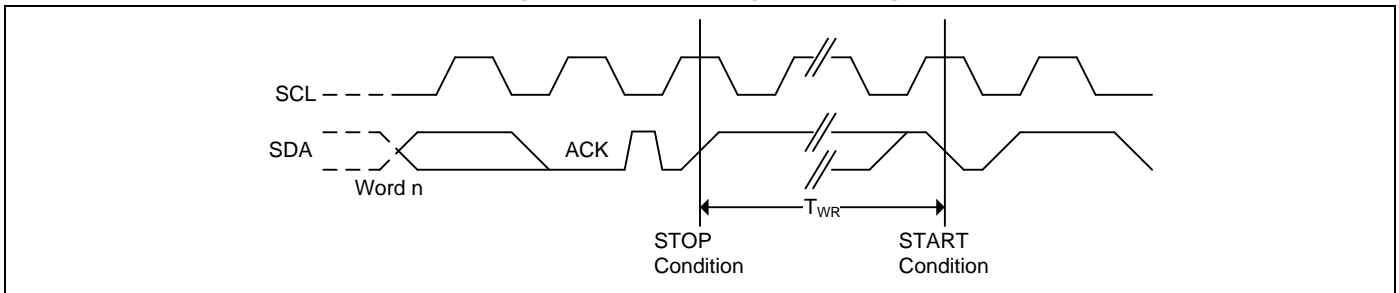 SCL
SDA
ACK
Word n
TWR
STOP
Condition
START
Condition